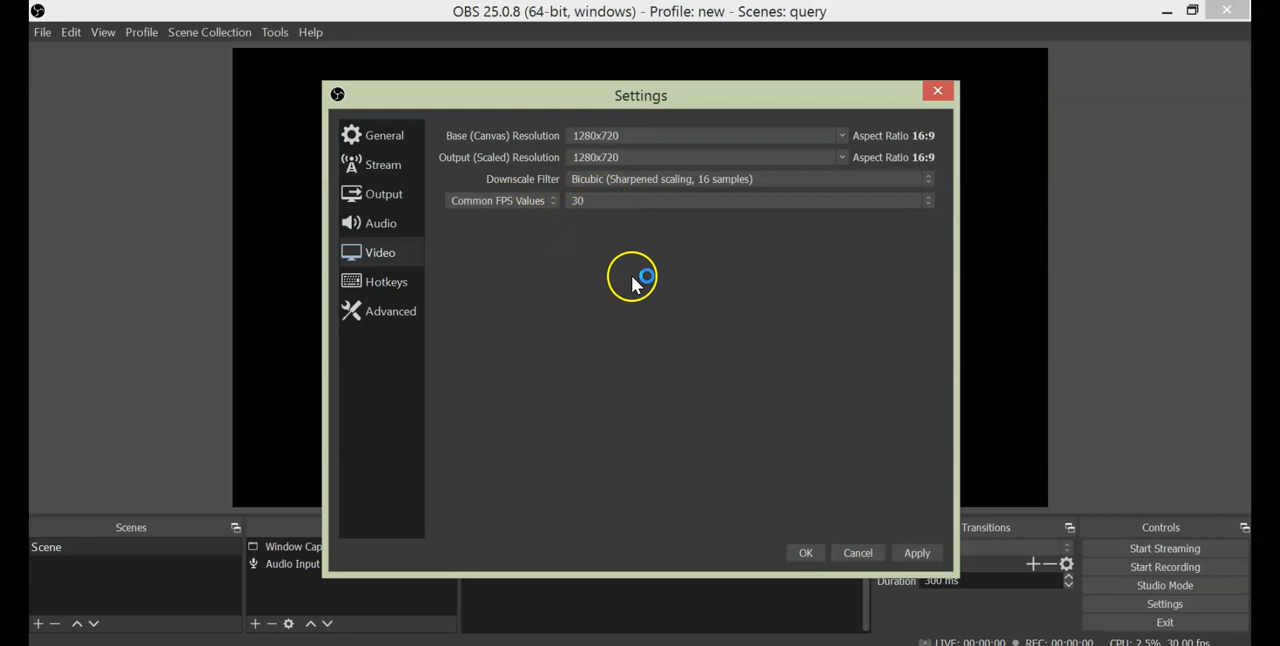 OBS 25.0.8 (64-bit, windows) - Profile: new - Scenes: query
File Edit View Profile Scene Collection Tools Help
Settings
General
Stream
Output
Audio
Video
Hotkeys
Advanced
Base (Canvas) Resolution 1280x720 Aspect Ratio 16:9
Output (Scaled) Resolution 1280x720 Aspect Ratio 16:9
Downscale Filter Bicubic (Sharpened scaling, 16 samples)
Common FPS Values 30
OK Cancel Apply
Scenes
Scene
Window Cap
Audio Input
Transitions
Duration 300 ms
Controls
Start Streaming
Start Recording
Studio Mode
Settings
Exit
LIVE: 00:00:00 REC: 00:00:00 CPU: 2.5%, 30.00 fps